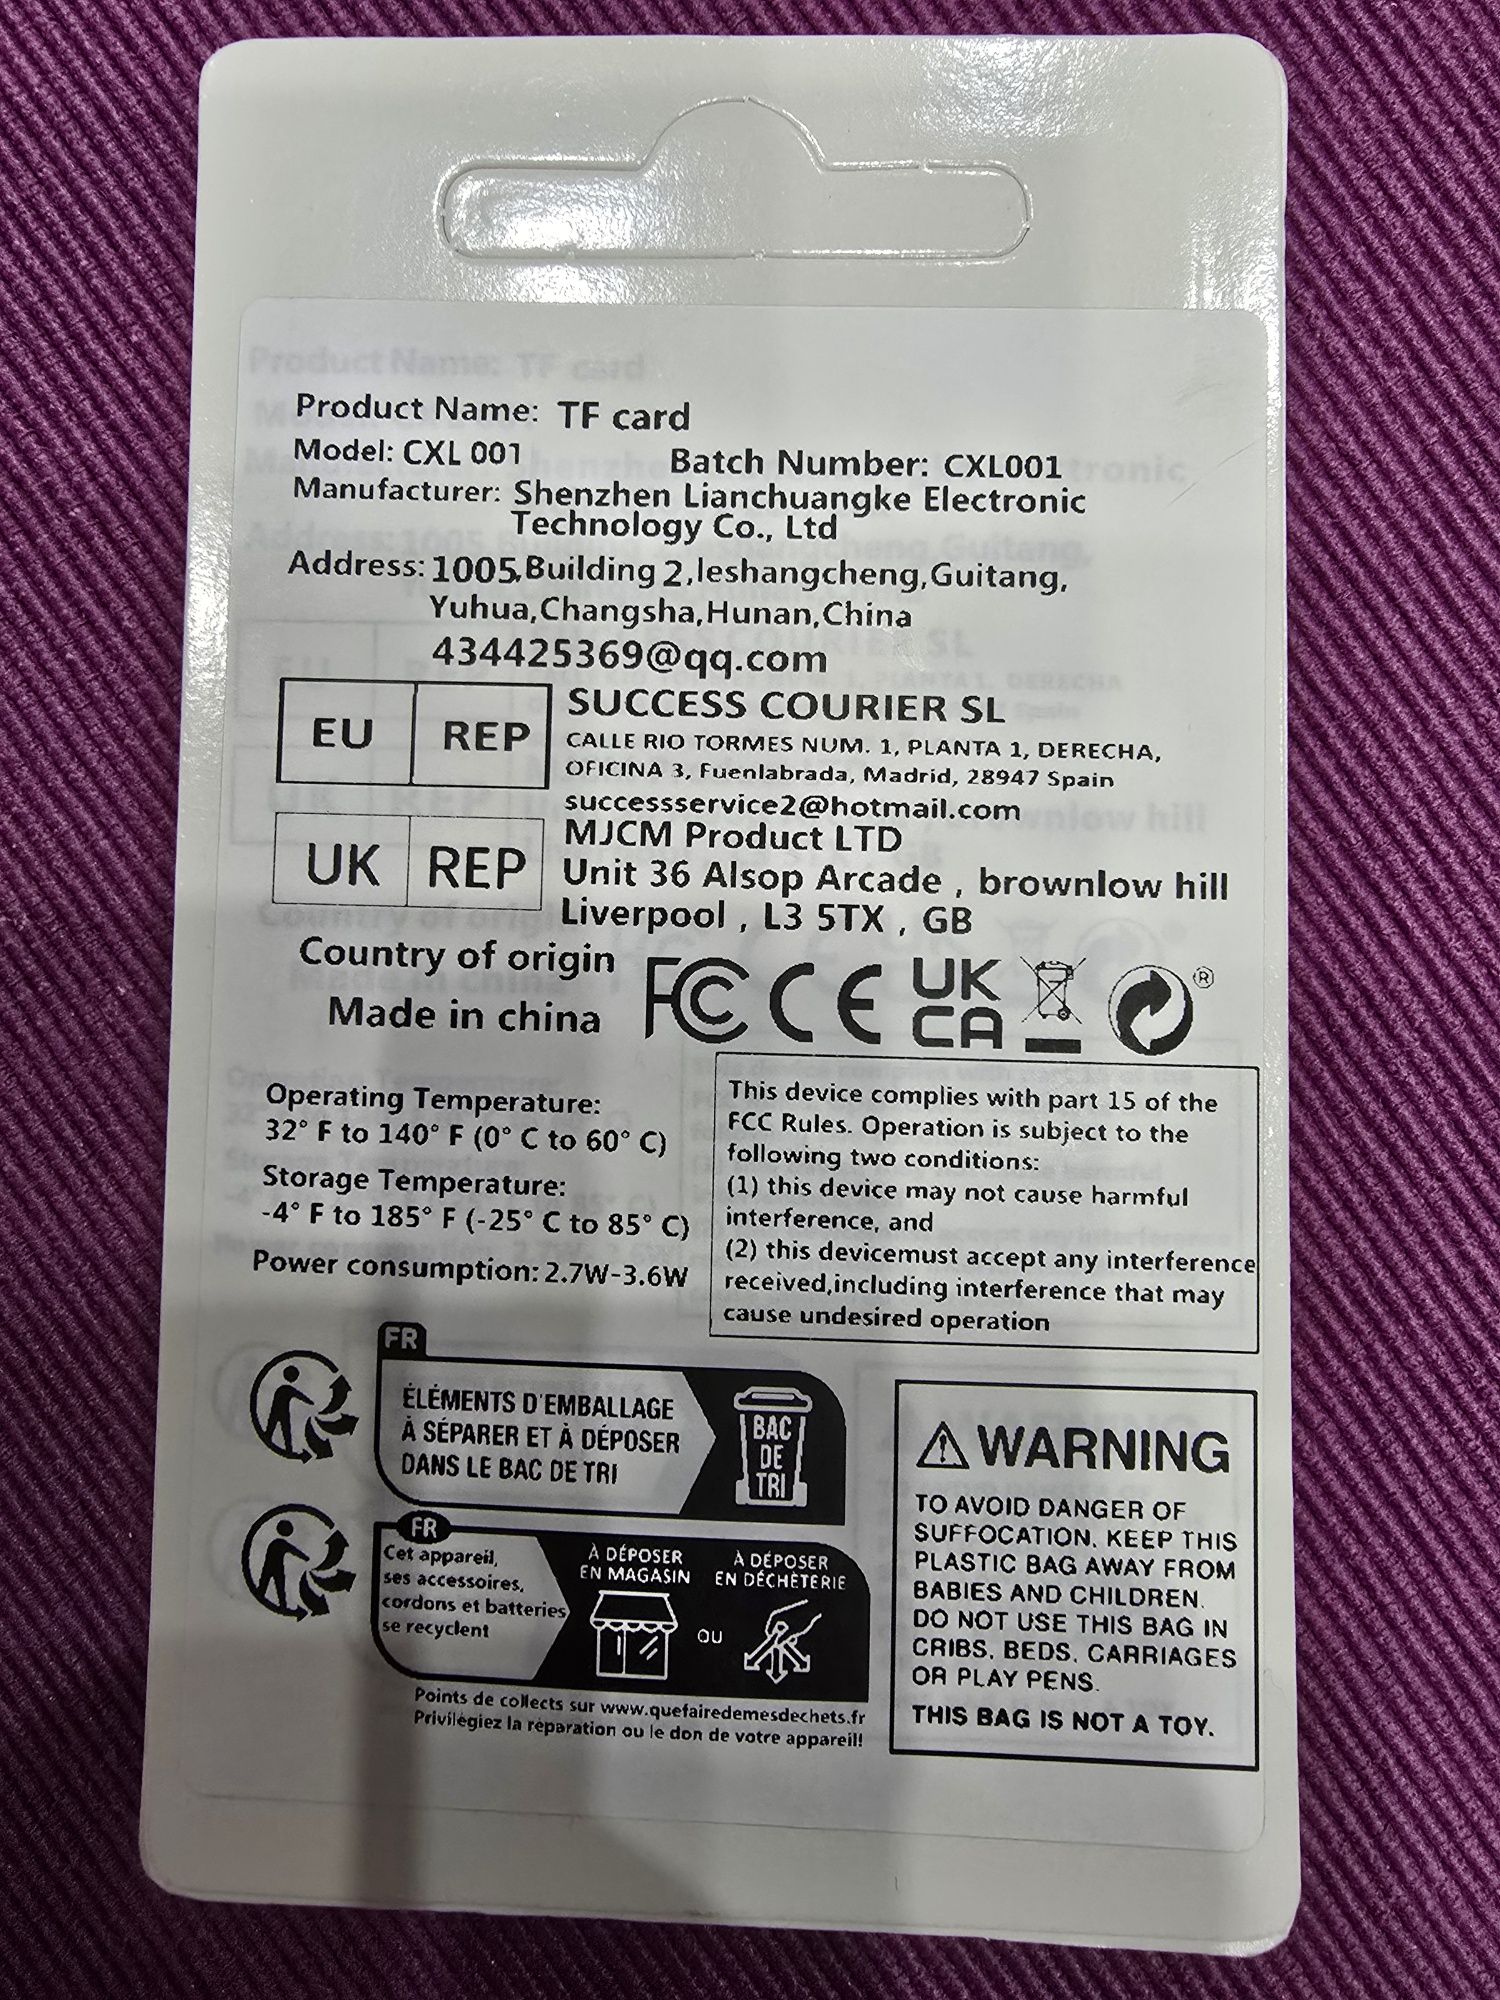 Product Name: TF card
Model: CXL 001 Batch Number: CXL001
Manufacturer: Shenzhen Lianchuangke Electronic
Technology Co., Ltd
Address: 1005,Building 2,leshangcheng,Guitang,
Yuhua,Changsha,Hunan,China
434425369@qq.com
EU REP
SUCCESS COURIER SL
CALLE RIO TORMES NUM. 1, PLANTA 1, DERECHA,
OFICINA 3, Fuenlabrada, Madrid, 28947 Spain
successservice2@hotmail.com
UK REP
MJCM Product LTD
Unit 36 Alsop Arcade , brownlow hill
Liverpool , L3 5TX , GB
Country of origin
Made in china
FC CE UK
CA
®
Operating Temperature:
32° F to 140° F (0° C to 60° C)
Storage Temperature:
-4° F to 185° F (-25° C to 85° C)
Power consumption: 2.7W-3.6W
This device complies with part 15 of the
FCC Rules. Operation is subject to the
following two conditions:
(1) this device may not cause harmful
interference, and
(2) this devicemust accept any interference
received,including interference that may
cause undesired operation
FR
ÉLÉMENTS D'EMBALLAGE
À SÉPARER ET À DÉPOSER
DANS LE BAC DE TRI
BAC
DE
TRI
FR
Cet appareil,
ses accessoires,
cordons et batteries
se recyclent
À DÉPOSER
EN MAGASIN
OU
À DÉPOSER
EN DÉCHÈTERIE
Points de collects sur www.quefairedemesdechets.fr
Privilégiez la réparation ou le don de votre appareil!
WARNING
TO AVOID DANGER OF
SUFFOCATION, KEEP THIS
PLASTIC BAG AWAY FROM
BABIES AND CHILDREN.
DO NOT USE THIS BAG IN
CRIBS, BEDS, CARRIAGES
OR PLAY PENS.
THIS BAG IS NOT A TOY.